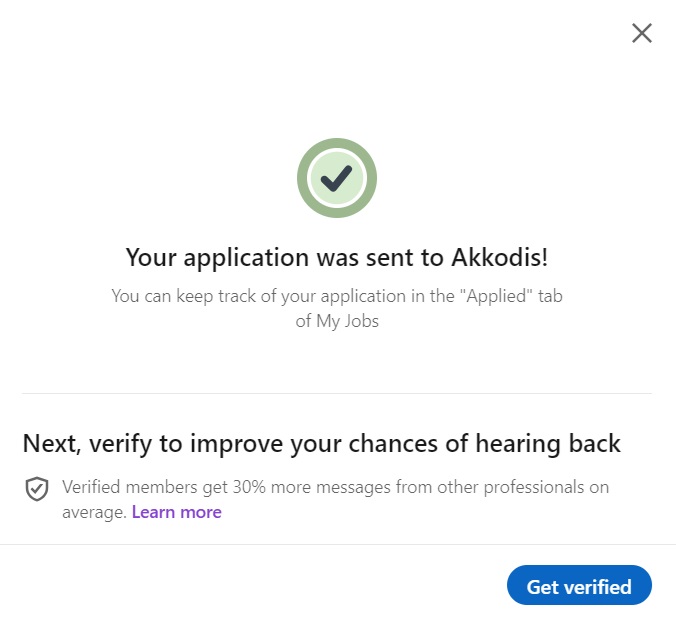 Your application was sent to Akkodis!
You can keep track of your application in the "Applied" tab
of My Jobs
Next, verify to improve your chances of hearing back
Verified members get 30% more messages from other professionals on
average. Learn more
Get verified